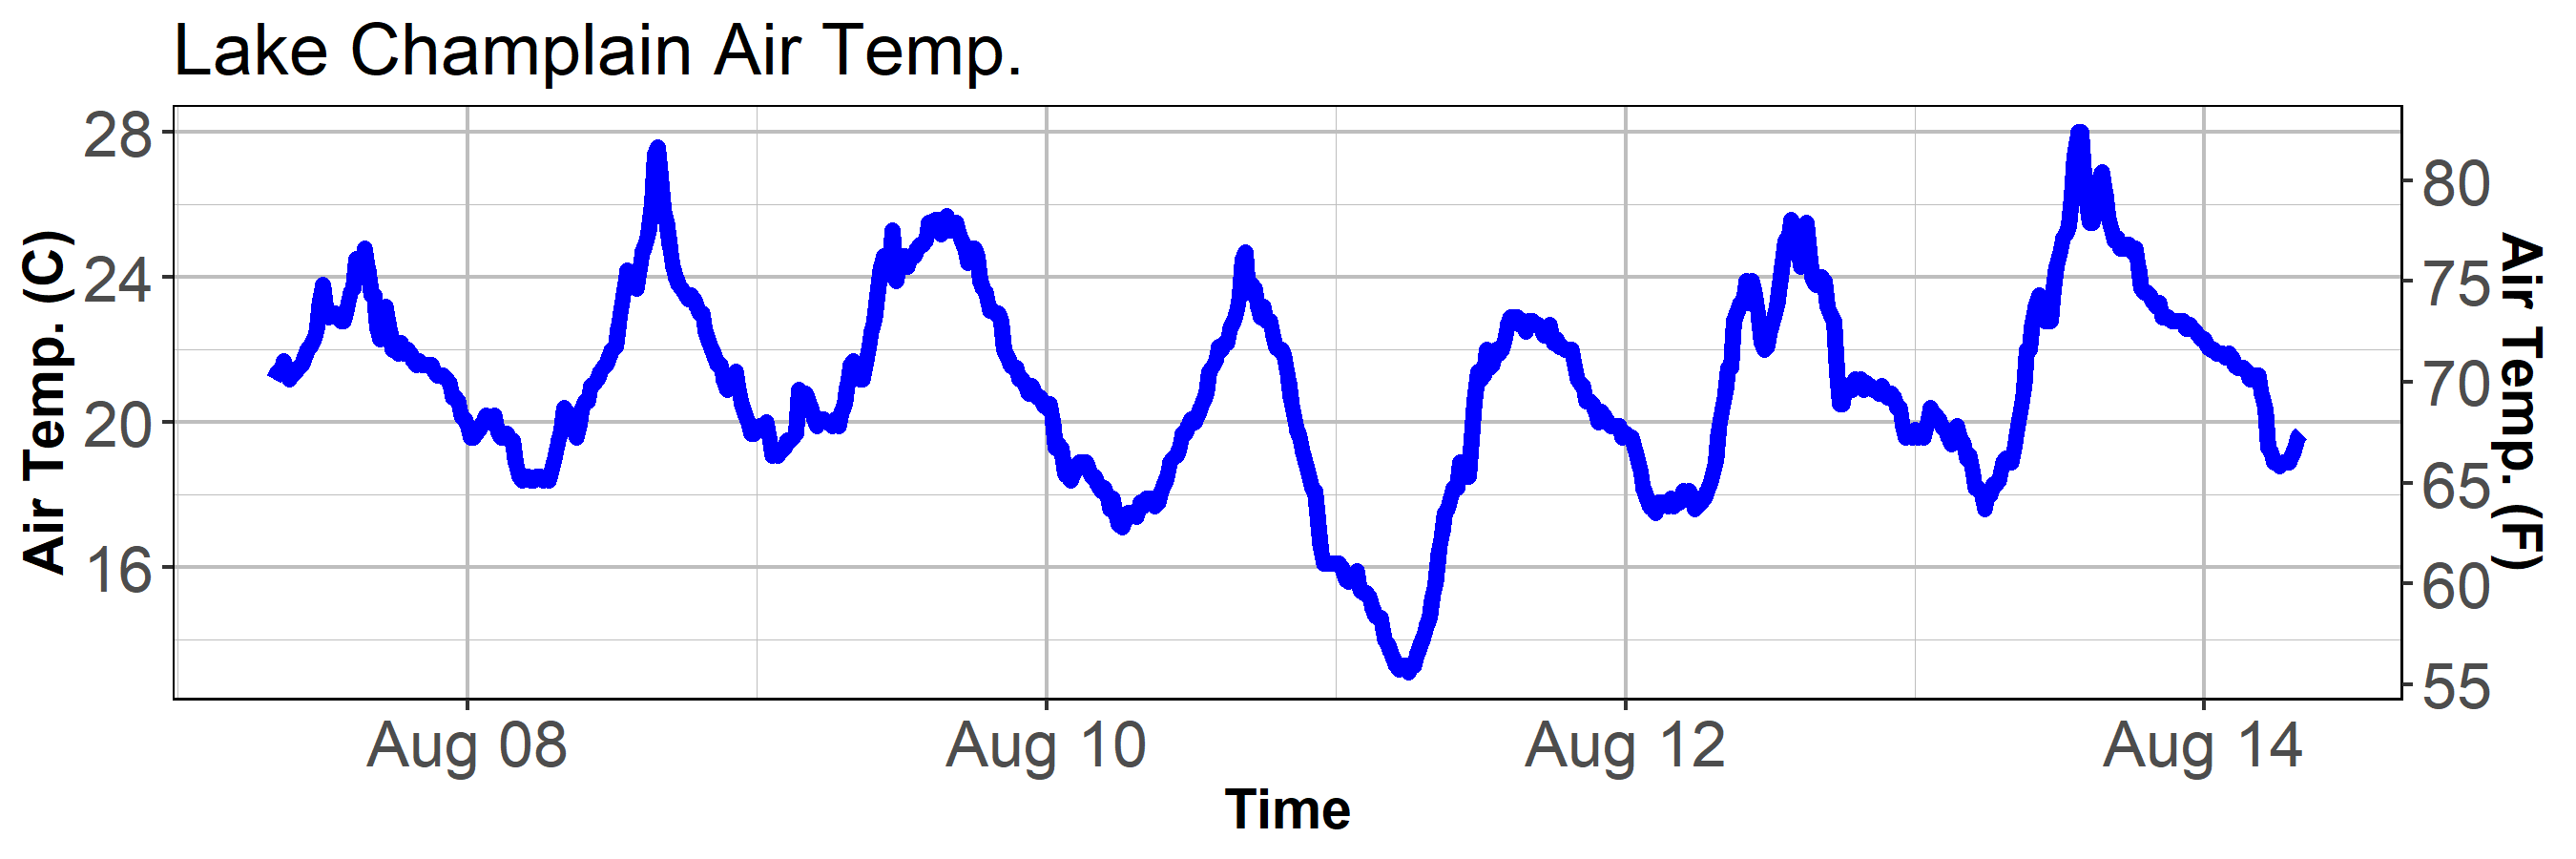 Lake Champlain Air Temp.
Air Temp. (C)
28
24
20
16
80
75
70
65
60
55
Air Temp. (F)
Aug 08
Aug 10
Aug 12
Aug 14
Time